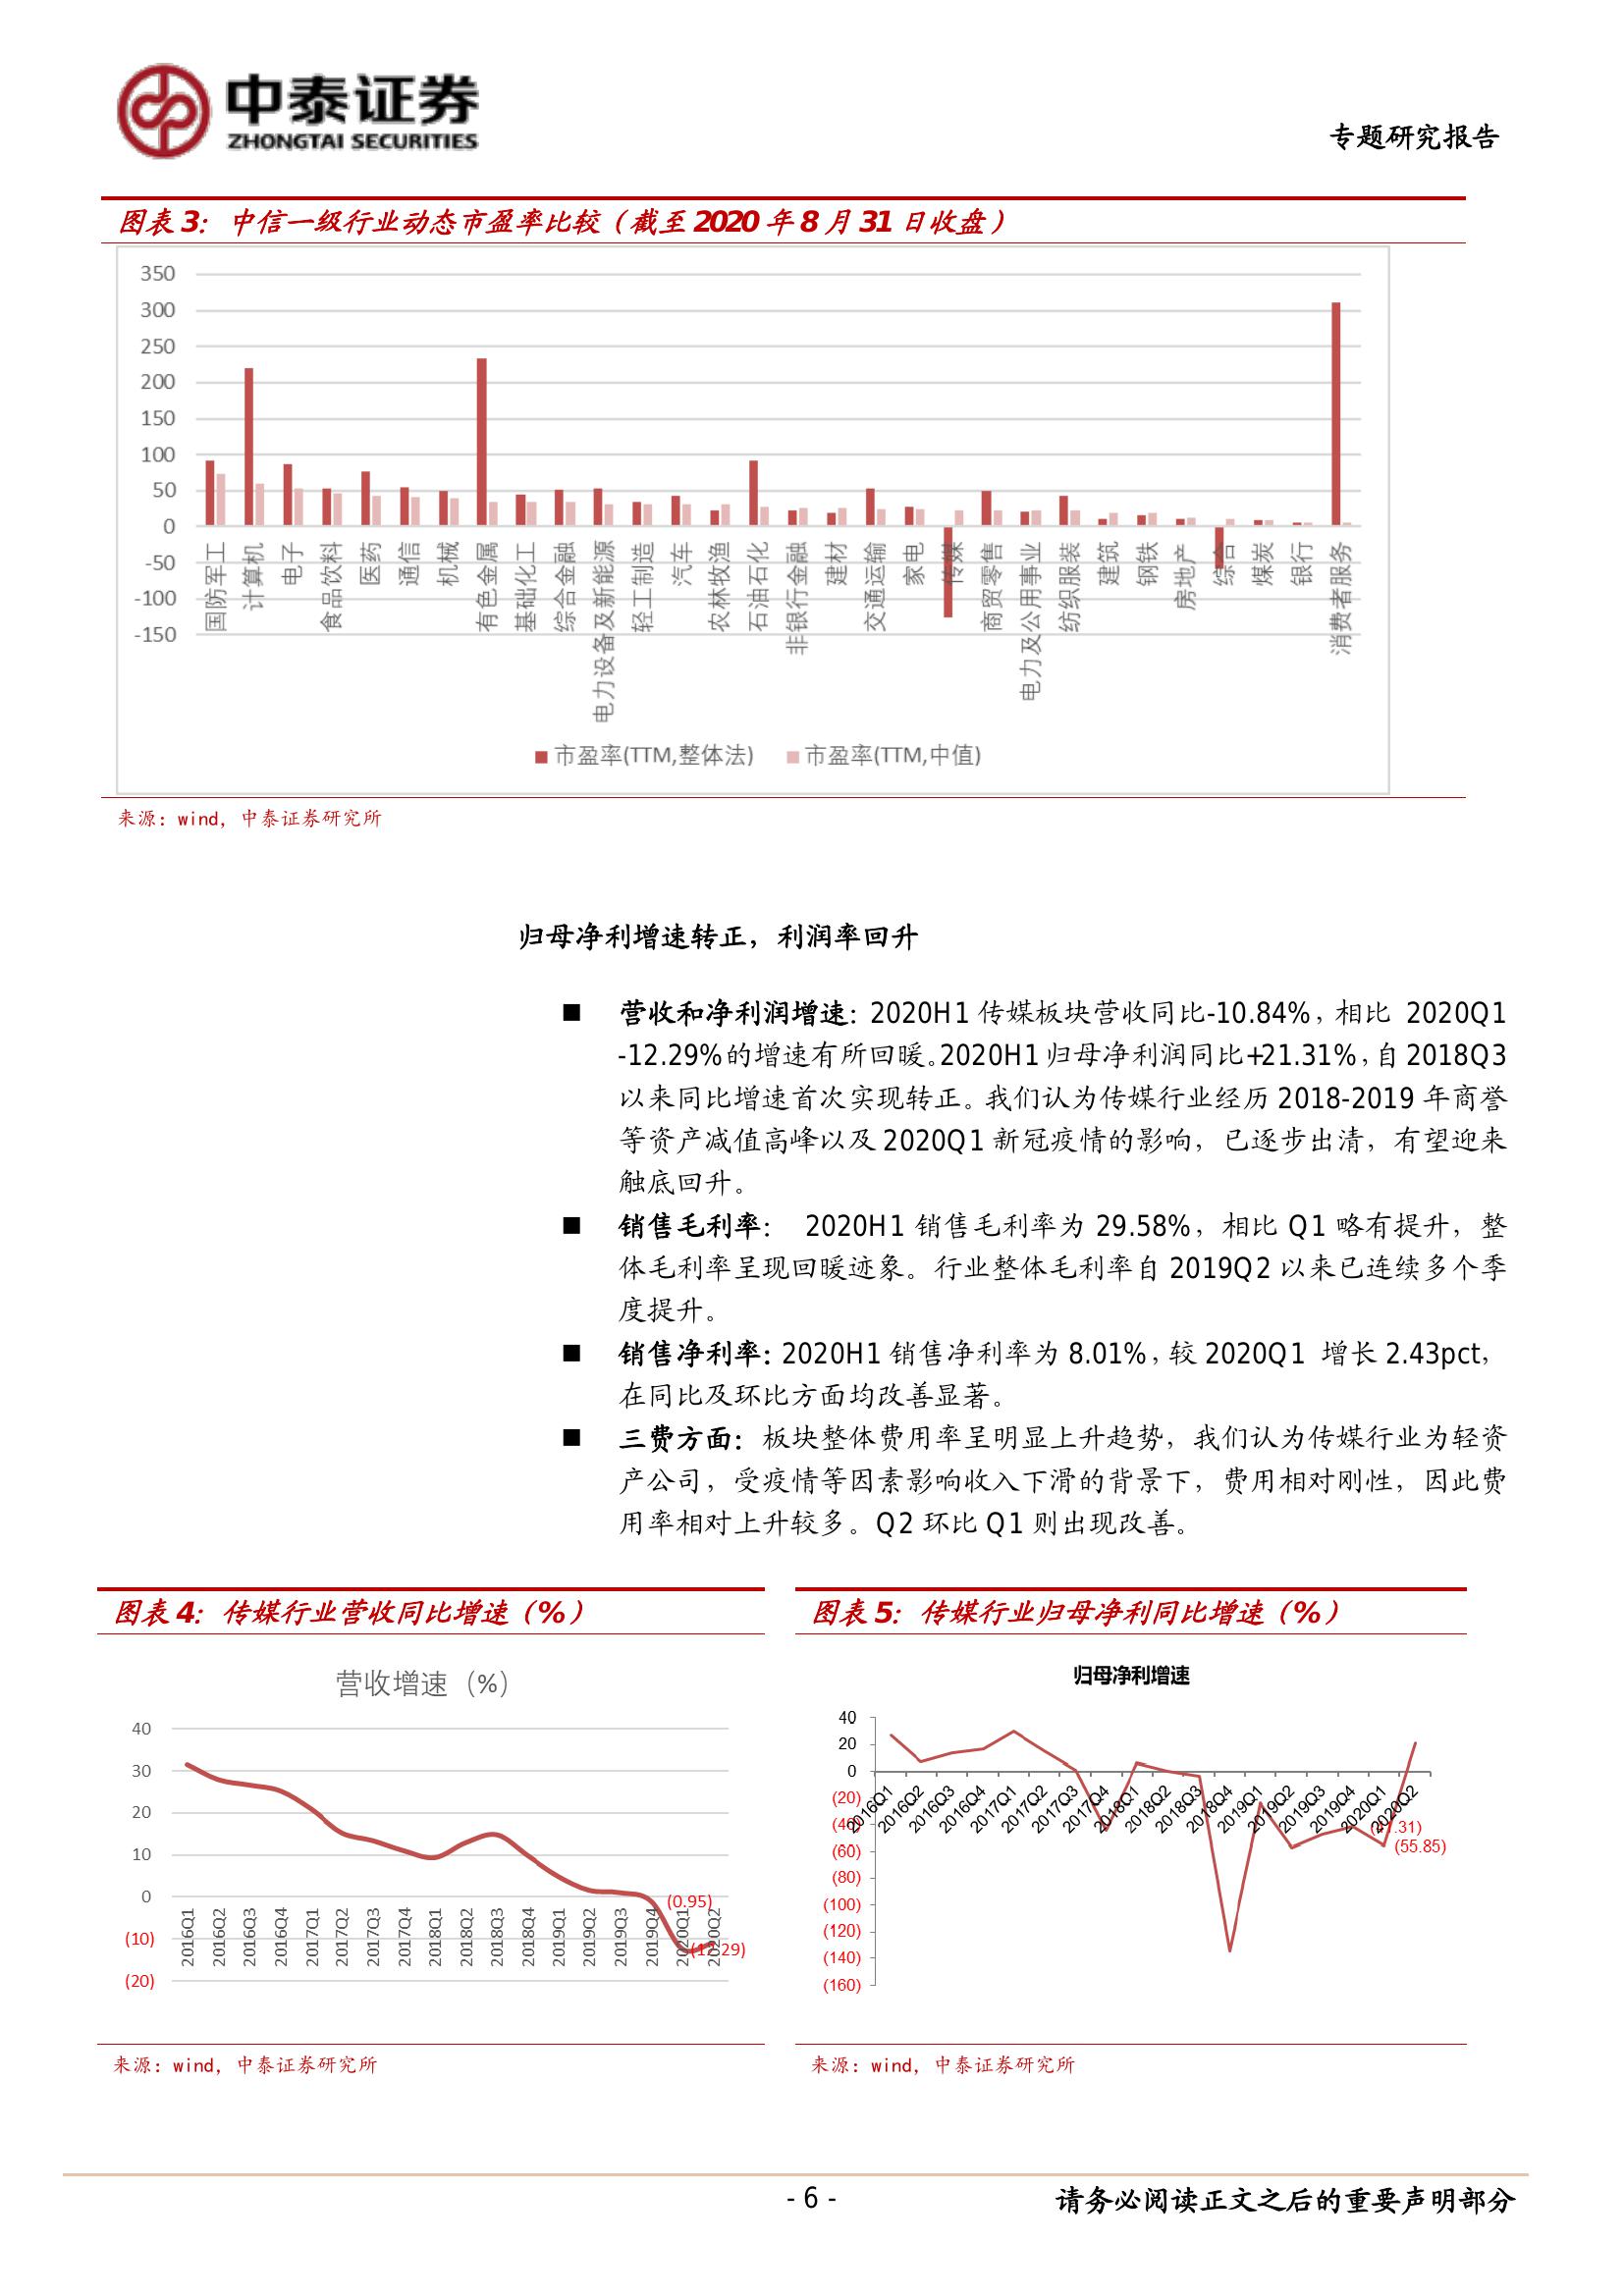 中泰证券
ZHONGTAI SECURITIES
专题研究报告
图表 3：中信一级行业动态市盈率比较（截至 2020 年 8 月 31 日收盘）
350
300
250
200
150
100
50
0
-50
-100
-150
国防军工
计算机
电子
食品饮料
医药
通信
机械
有色金属
基础化工
综合金融
电力设备及新能源
轻工制造
汽车
农林牧渔
石油石化
非银行金融
建材
交通运输
家电
传媒
商贸零售
电力及公用事业
纺织服装
建筑
钢铁
房地产
综合
煤炭
银行
消费者服务
市盈率(TTM,整体法) 市盈率(TTM,中值)
来源：wind，中泰证券研究所
归母净利增速转正，利润率回升
■ 营收和净利润增速：2020H1 传媒板块营收同比-10.84%，相比 2020Q1
-12.29%的增速有所回暖。2020H1 归母净利润同比+21.31%，自 2018Q3
以来同比增速首次实现转正。我们认为传媒行业经历 2018-2019 年商誉
等资产减值高峰以及 2020Q1 新冠疫情的影响，已逐步出清，有望迎来
触底回升。
■ 销售毛利率： 2020H1 销售毛利率为 29.58%，相比 Q1 略有提升，整
体毛利率呈现回暖迹象。行业整体毛利率自 2019Q2 以来已连续多个季
度提升。
■ 销售净利率：2020H1 销售净利率为 8.01%，较 2020Q1 增长 2.43pct，
在同比及环比方面均改善显著。
■ 三费方面：板块整体费用率呈明显上升趋势，我们认为传媒行业为轻资
产公司，受疫情等因素影响收入下滑的背景下，费用相对刚性，因此费
用率相对上升较多。Q2 环比 Q1 则出现改善。
图表 4：传媒行业营收同比增速（%）
营收增速（%）
40
30
20
10
0
(10)
(20)
2016Q1
2016Q2
2016Q3
2016Q4
2017Q1
2017Q2
2017Q3
2017Q4
2018Q1
2018Q2
2018Q3
2018Q4
2019Q1
2019Q2
2019Q3
2019Q4
2020Q1
2020Q2
(0.95)
(12.29)
来源：wind，中泰证券研究所
图表 5：传媒行业归母净利同比增速（%）
归母净利增速
40
20
0
(20)
(40)
(60)
(80)
(100)
(120)
(140)
(160)
2016Q1
2016Q2
2016Q3
2016Q4
2017Q1
2017Q2
2017Q3
2017Q4
2018Q1
2018Q2
2018Q3
2018Q4
2019Q1
2019Q2
2019Q3
2019Q4
2020Q1
2020Q2
(55.85)
来源：wind，中泰证券研究所
- 6 -
请务必阅读正文之后的重要声明部分